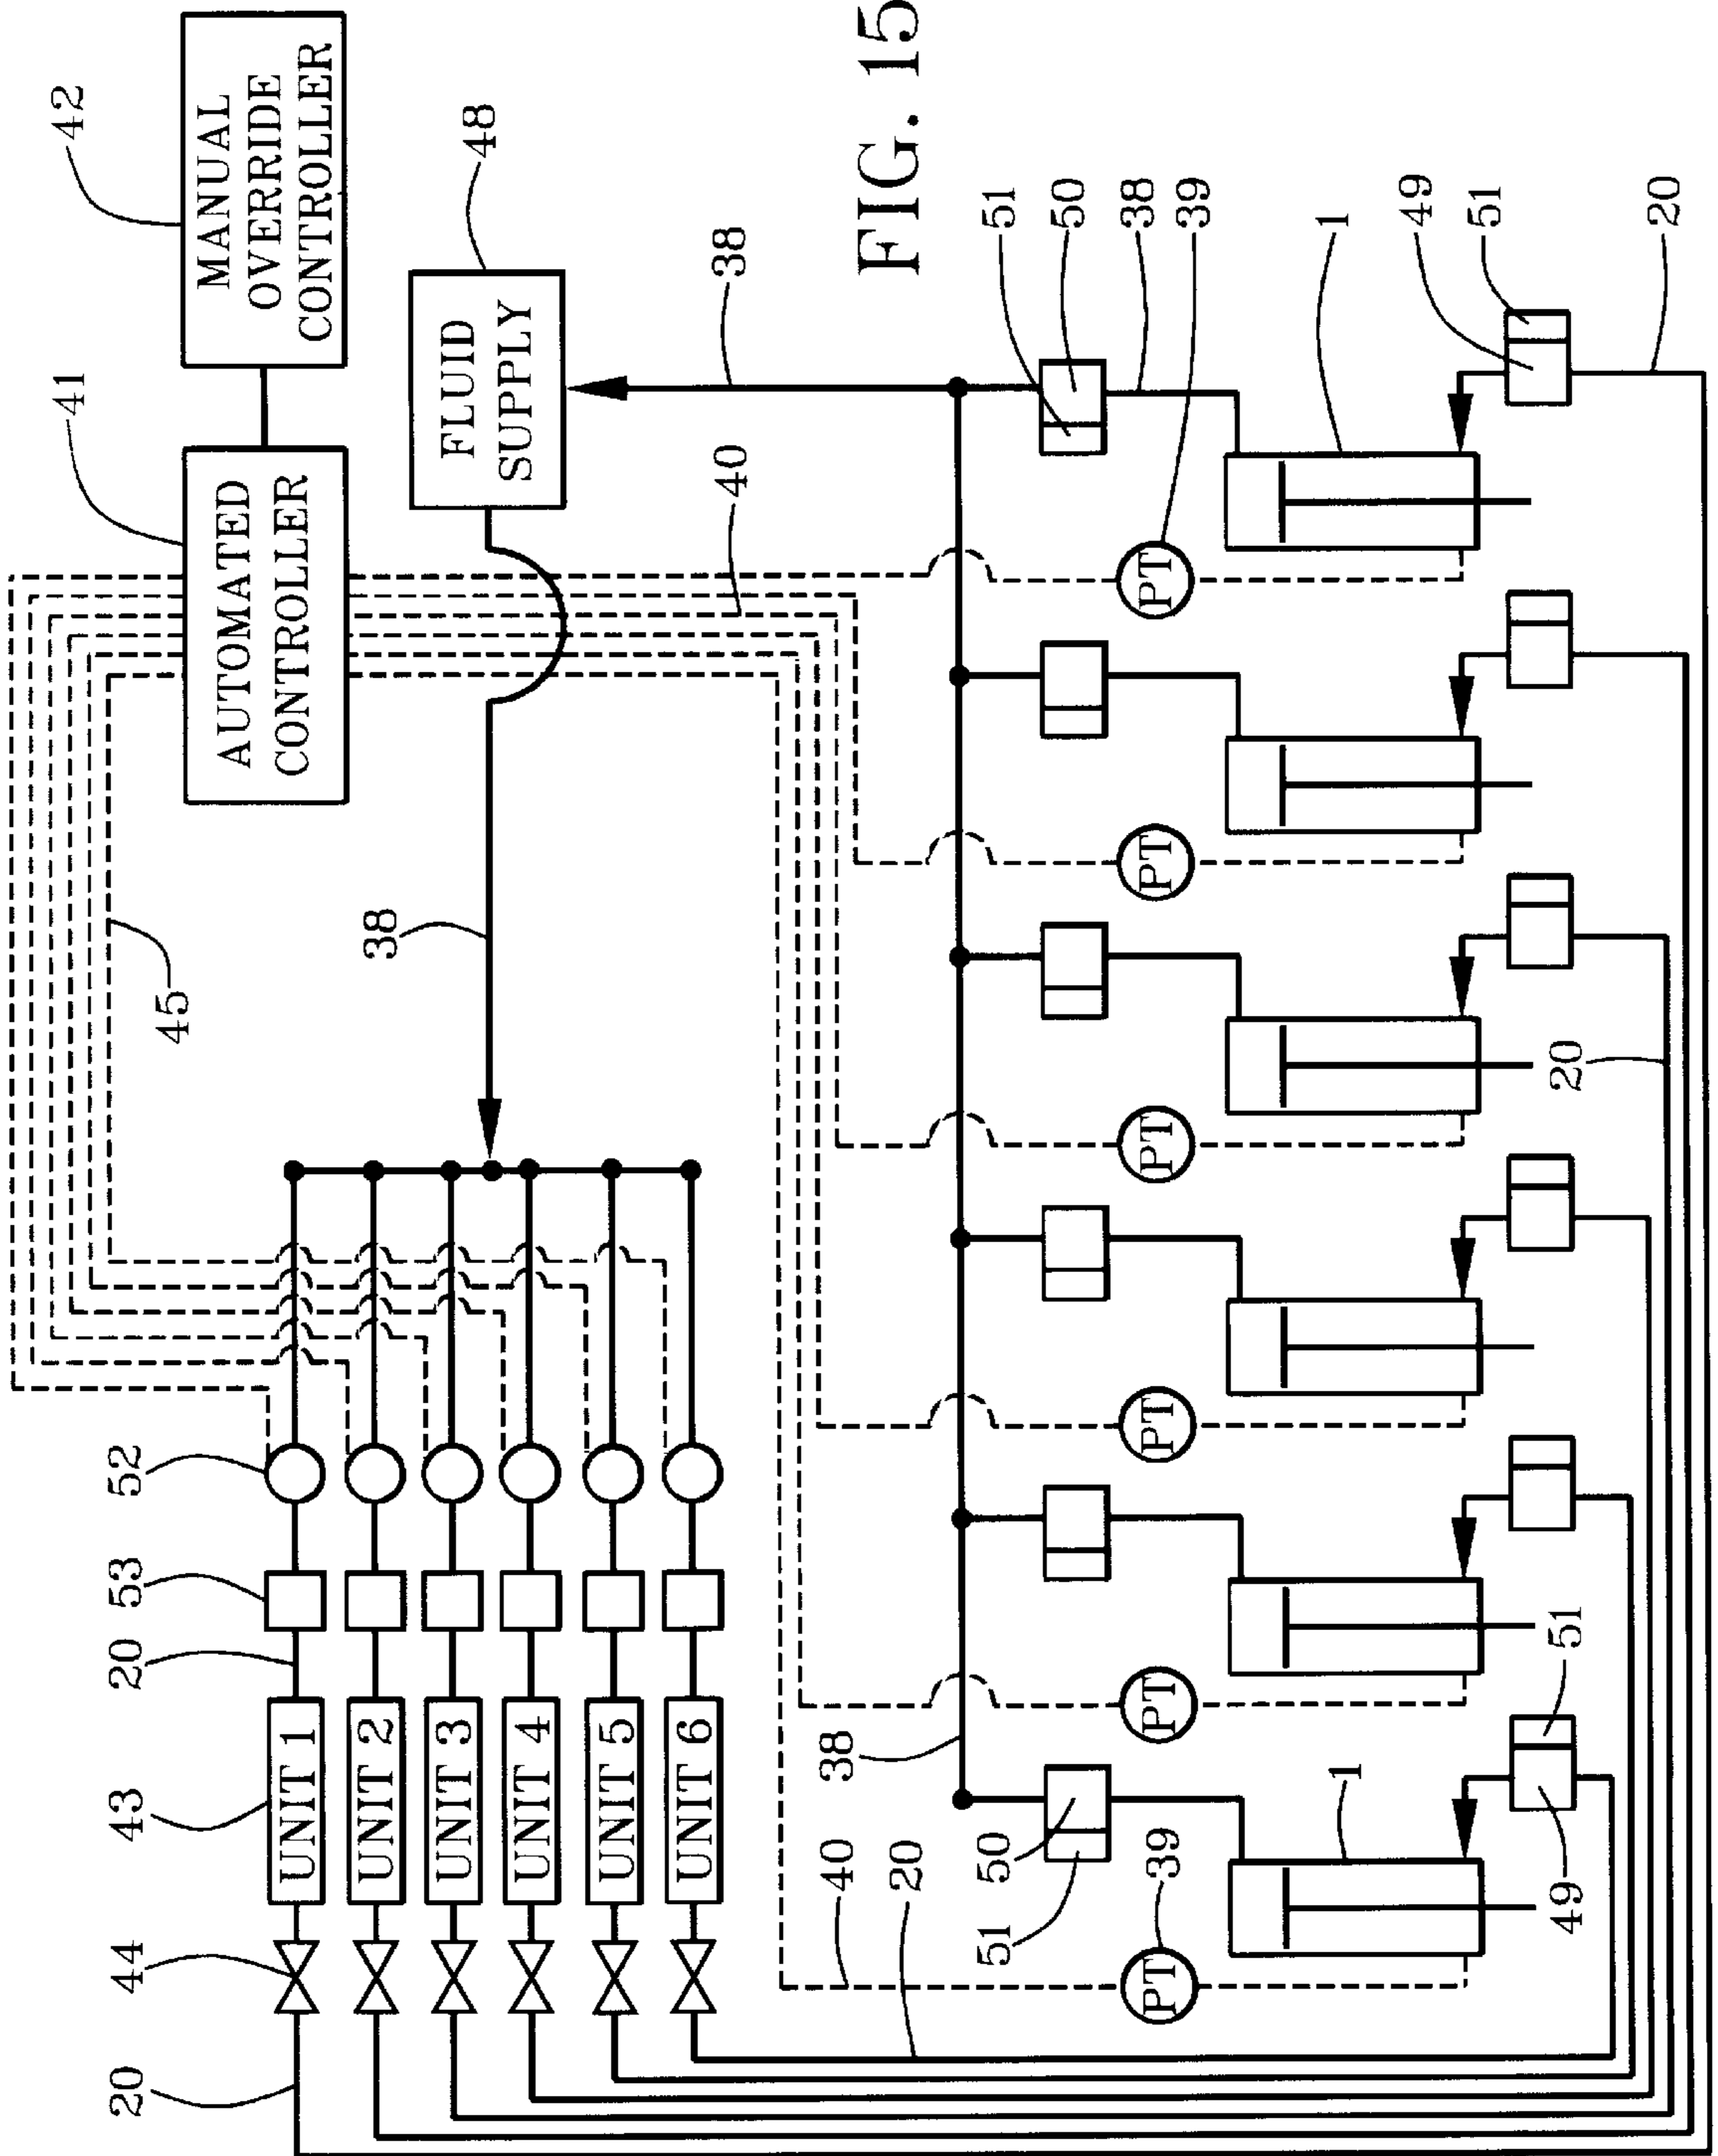 42
20
44
43
20
53
52
41
45
MANUAL
OVERRIDE
CONTROLLER
AUTOMATED
CONTROLLER
UNIT 1
UNIT 2
UNIT 3
UNIT 4
UNIT 5
UNIT 6
38
48
FLUID
SUPPLY
40
38
FIG. 15
40
38
20
51
50
51
50
38
39
39
PT
PT
PT
PT
PT
PT
1
1
49
51
49
51
20
20